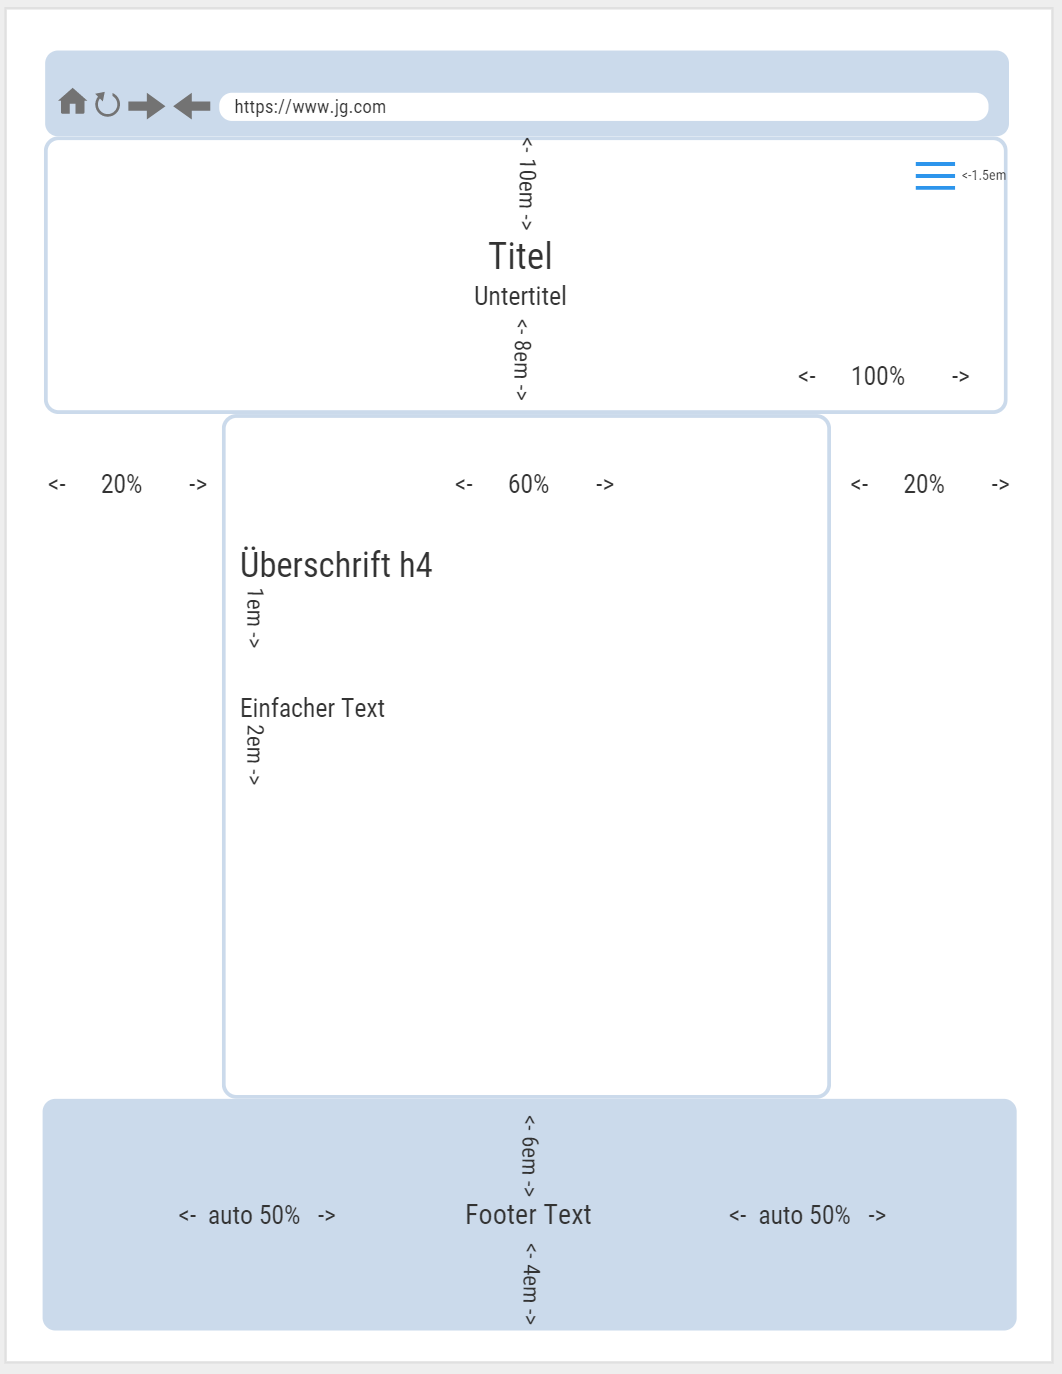 https://www.jg.com
<- 10em ->
<-1.5em
Titel
Untertitel
<- 8em ->
<- 100% ->
<- 20% -> <- 60% -> <- 20% ->
Überschrift h4
1em ->
Einfacher Text
2em ->
<- 6em ->
<- auto 50% -> Footer Text <- auto 50% ->
<- 4em ->